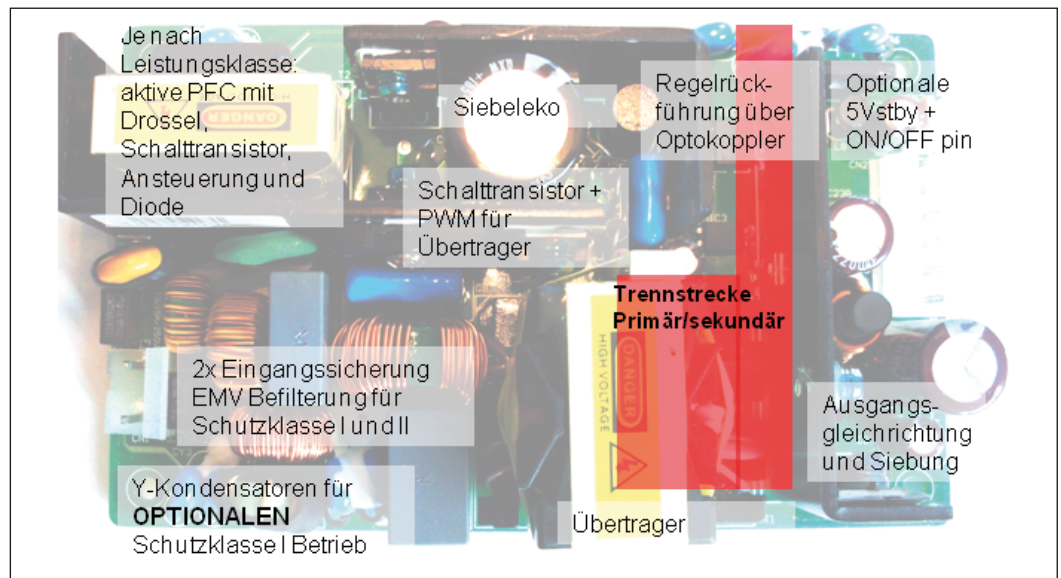 Je nach
Leistungsklasse:
aktive PFC mit
Drossel,
Schalttransistor,
Ansteuerung und
Diode
Siebeleko
Regelrück-
führung über
Optokoppler
Optionale
5Vstby +
ON/OFF pin
Schalttransistor +
PWM für
Übertrager
Trennstrecke
Primär/sekundär
2x Eingangssicherung
EMV Befilterung für
Schutzklasse I und II
Ausgangs-
gleichrichtung
und Siebung
Y-Kondensatoren für
OPTIONALEN
Schutzklasse I Betrieb
Übertrager
DANGER
HIGH VOLTAGE
DANGER
T2
CN2